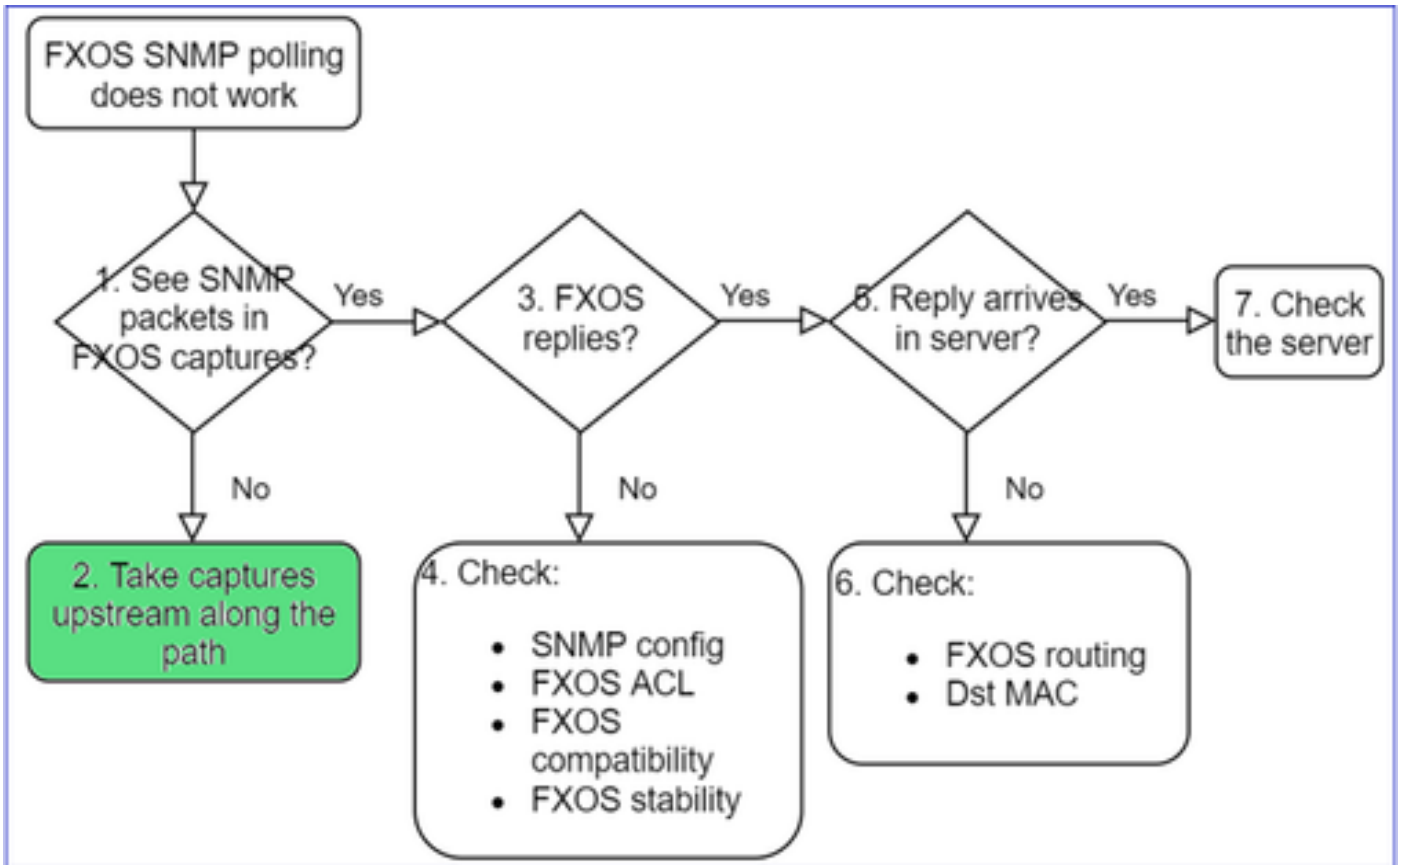 FXOS SNMP polling
does not work
1. See SNMP
packets in
FXOS captures?
Yes
3. FXOS
replies?
Yes
5. Reply arrives
in server?
Yes
7. Check
the server
No
No
No
2. Take captures
upstream along the
path
4. Check:
• SNMP config
• FXOS ACL
• FXOS
compatibility
• FXOS stability
6. Check:
• FXOS routing
• Dst MAC